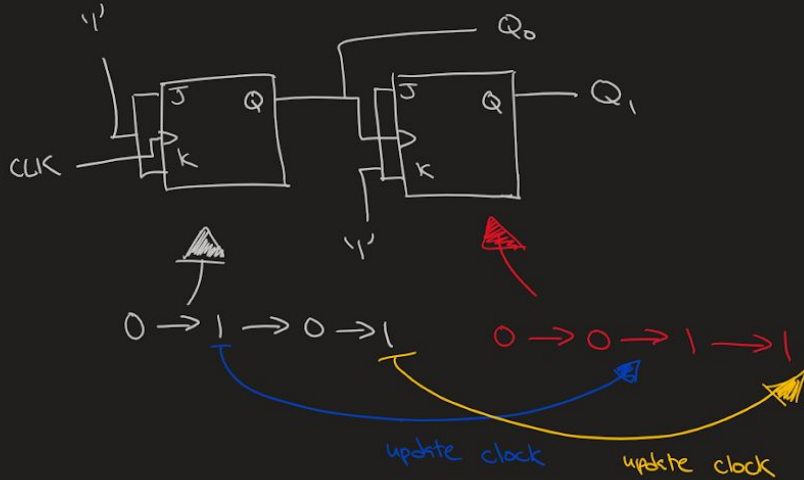 '1'
Q0
J Q
J Q
Q1
CLK
K
K
'1'
0 → 1 → 0 → 1
0 → 0 → 1 → 1
update clock
update clock